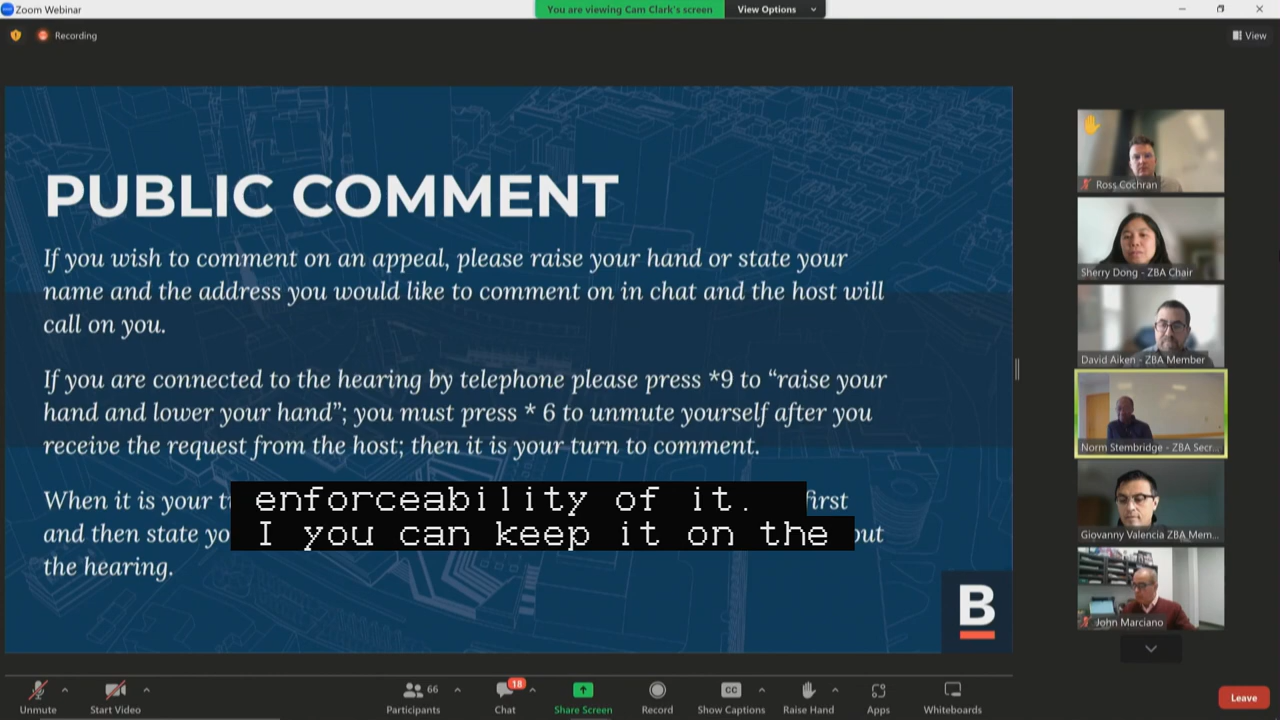 Zoom Webinar
You are viewing Cam Clark's screen
View Options
Recording
View
PUBLIC COMMENT
If you wish to comment on an appeal, please raise your hand or state your
name and the address you would like to comment on in chat and the host will
call on you.
If you are connected to the hearing by telephone please press *9 to “raise your
hand and lower your hand”; you must press * 6 to unmute yourself after you
receive the request from the host; then it is your turn to comment.
When it is your first
and then state
the hearing.
enforceability of it.
I you can keep it on the
B
Ross Cochran
Sherry Dong - ZBA Chair
David Aiken - ZBA Member
Norm Stembridge - ZBA Secr...
Giovanny Valencia ZBA Mem...
John Marciano
Unmute
Start Video
66
Participants
18
Chat
Share Screen
Record
CC
Show Captions
Raise Hand
Apps
Whiteboards
Leave